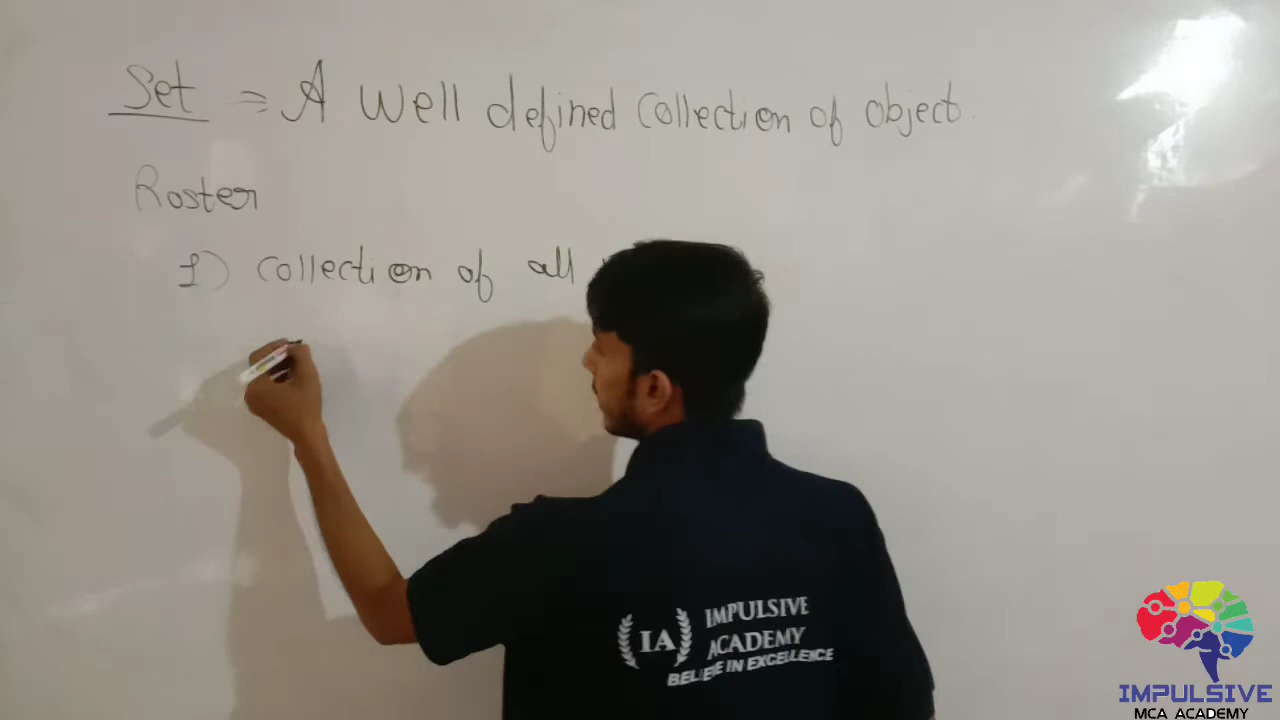 Set = A well defined collection of object.
Roster
1) collection of all
IA
IMPULSIVE
ACADEMY
BELIEVE IN EXCELLENCE
IMPULSIVE
MCA ACADEMY